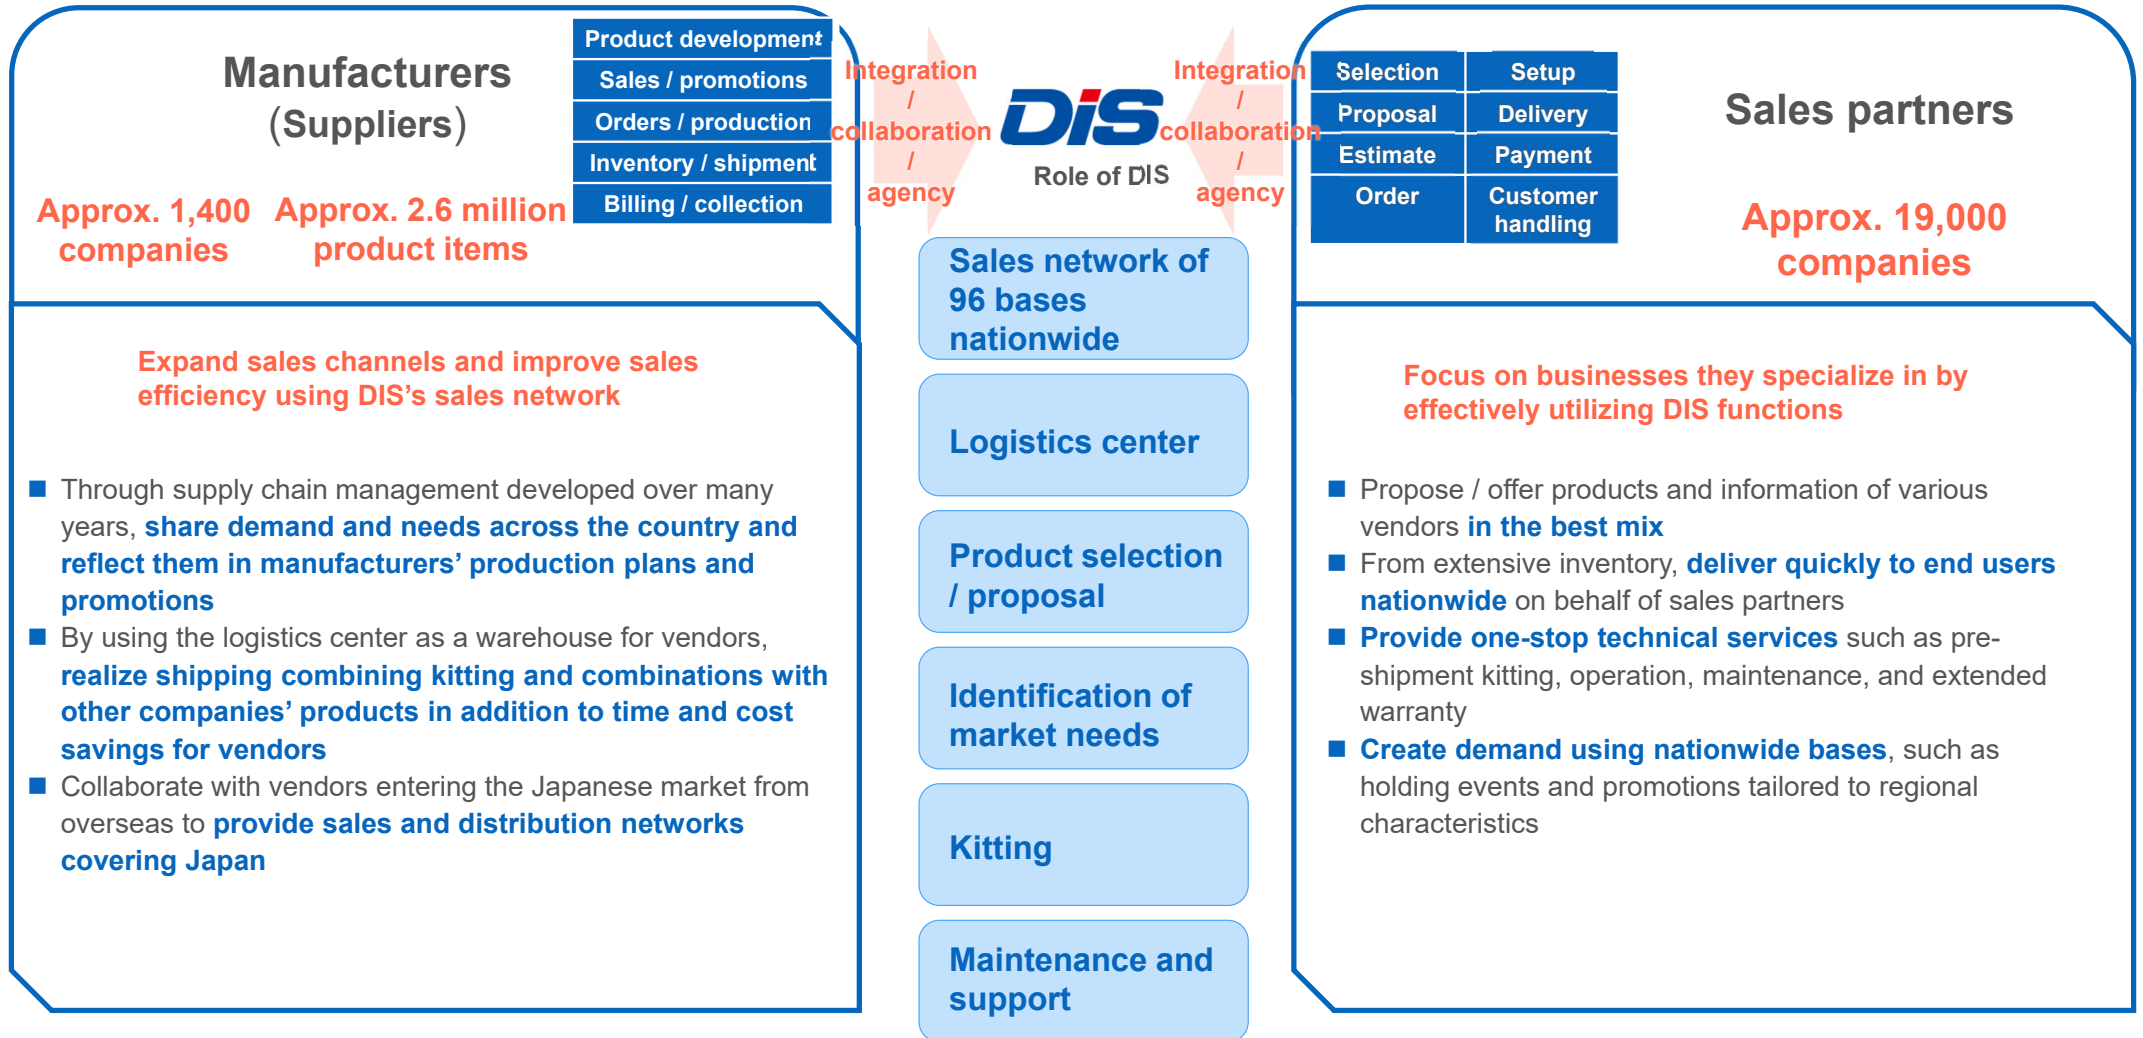 Manufacturers
(Suppliers)
Approx. 1,400
companies
Approx. 2.6 million
product items
Product development
Sales / promotions
Orders / production
Inventory / shipment
Billing / collection
Integration
/
collaboration
/
agency
DiS
Role of DIS
Integration
/
collaboration
/
agency
Selection
Setup
Proposal
Delivery
Estimate
Payment
Order
Customer
handling
Sales partners
Approx. 19,000
companies
Expand sales channels and improve sales
efficiency using DIS’s sales network
■ Through supply chain management developed over many
years, share demand and needs across the country and
reflect them in manufacturers’ production plans and
promotions
■ By using the logistics center as a warehouse for vendors,
realize shipping combining kitting and combinations with
other companies’ products in addition to time and cost
savings for vendors
■ Collaborate with vendors entering the Japanese market from
overseas to provide sales and distribution networks
covering Japan
Sales network of
96 bases
nationwide
Logistics center
Product selection
/ proposal
Identification of
market needs
Kitting
Maintenance and
support
Focus on businesses they specialize in by
effectively utilizing DIS functions
■ Propose / offer products and information of various
vendors in the best mix
■ From extensive inventory, deliver quickly to end users
nationwide on behalf of sales partners
■ Provide one-stop technical services such as pre-
shipment kitting, operation, maintenance, and extended
warranty
■ Create demand using nationwide bases, such as
holding events and promotions tailored to regional
characteristics